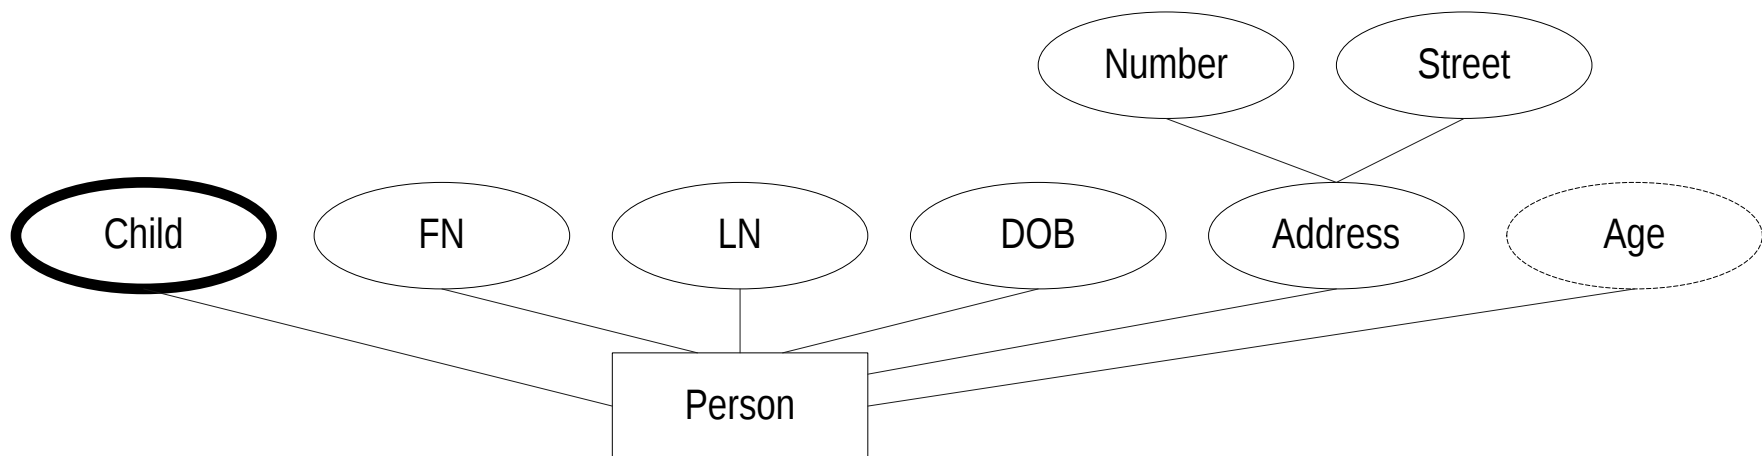 Number
Street
Child
FN
LN
DOB
Address
Age
Person